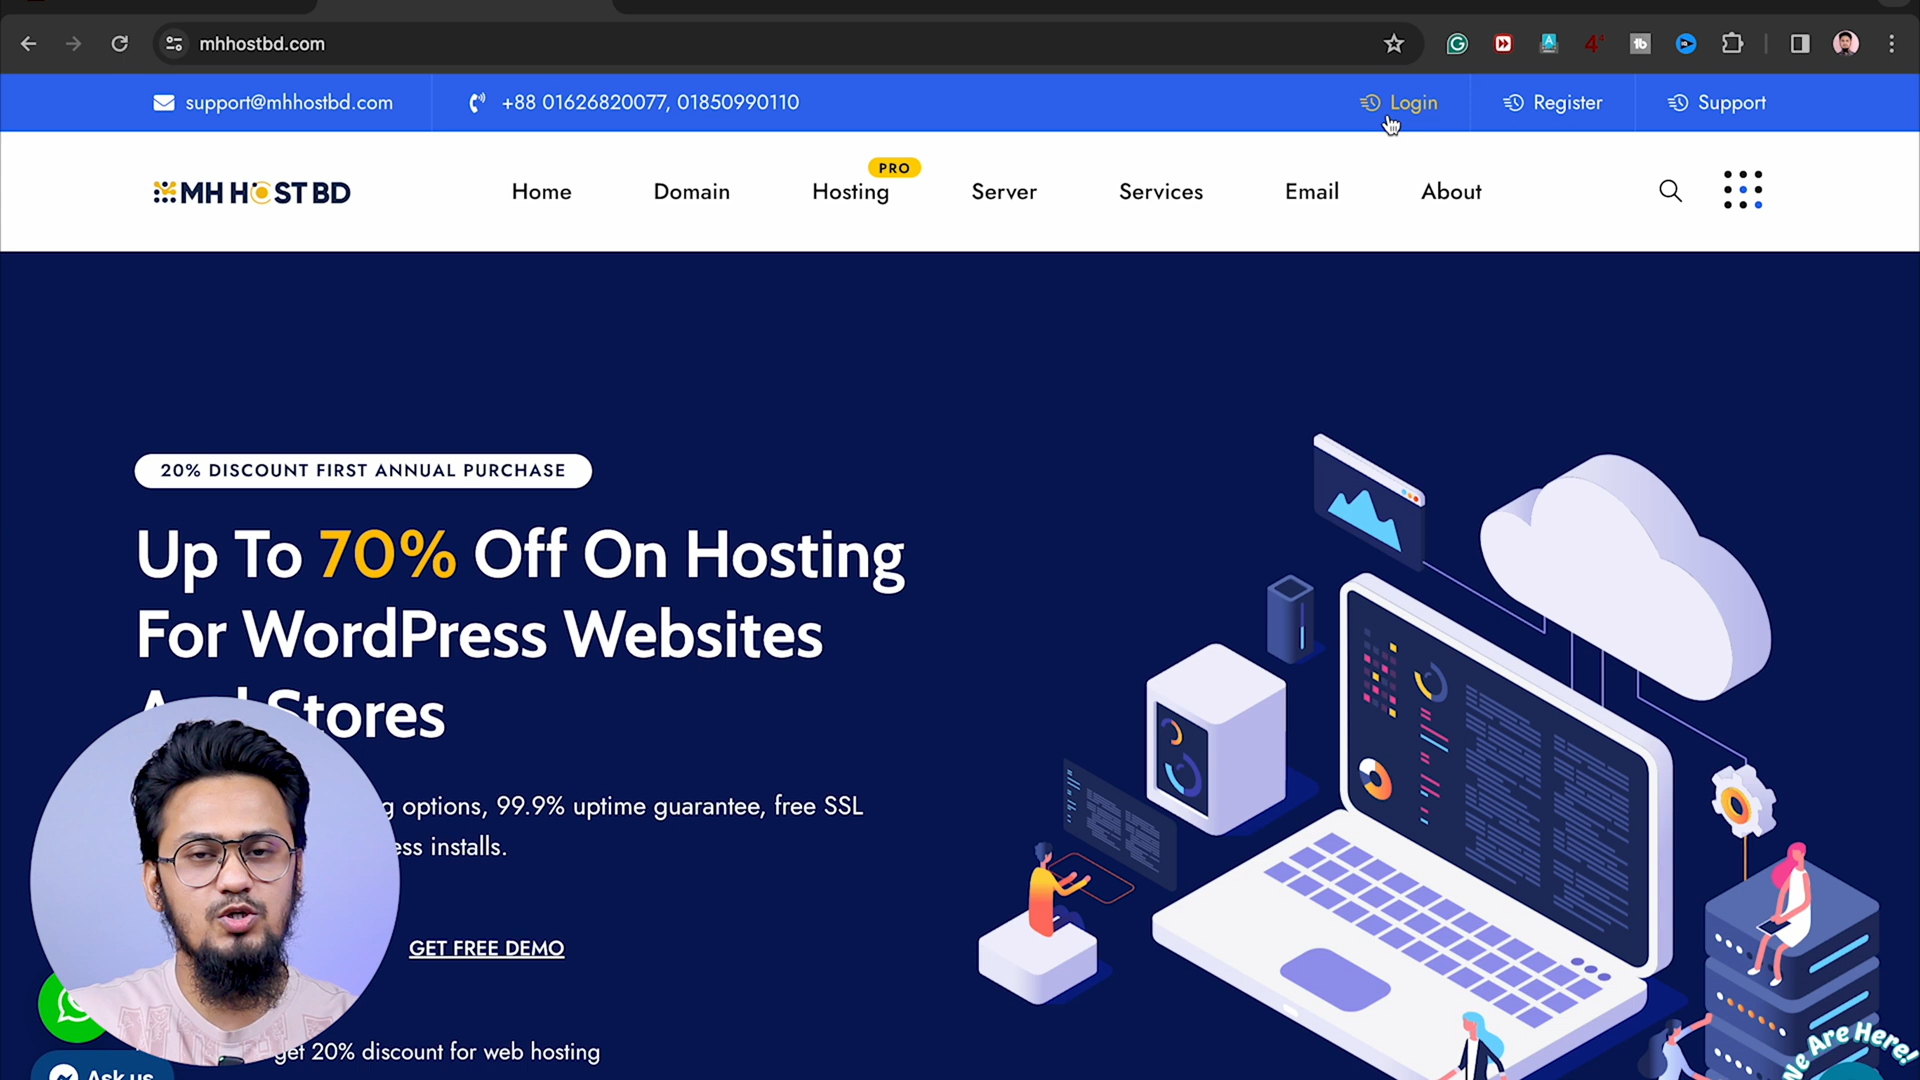 mhhostbd.com
support@mhhostbd.com
+88 01626820077, 01850990110
Login
Register
Support
MH HOST BD
Home
Domain
Hosting
PRO
Server
Services
Email
About
20% DISCOUNT FIRST ANNUAL PURCHASE
Up To 70% Off On Hosting
For WordPress Websites
Stores
options, 99.9% uptime guarantee, free SSL
installs.
GET FREE DEMO
get 20% discount for web hosting
Ask us
We Are Here!